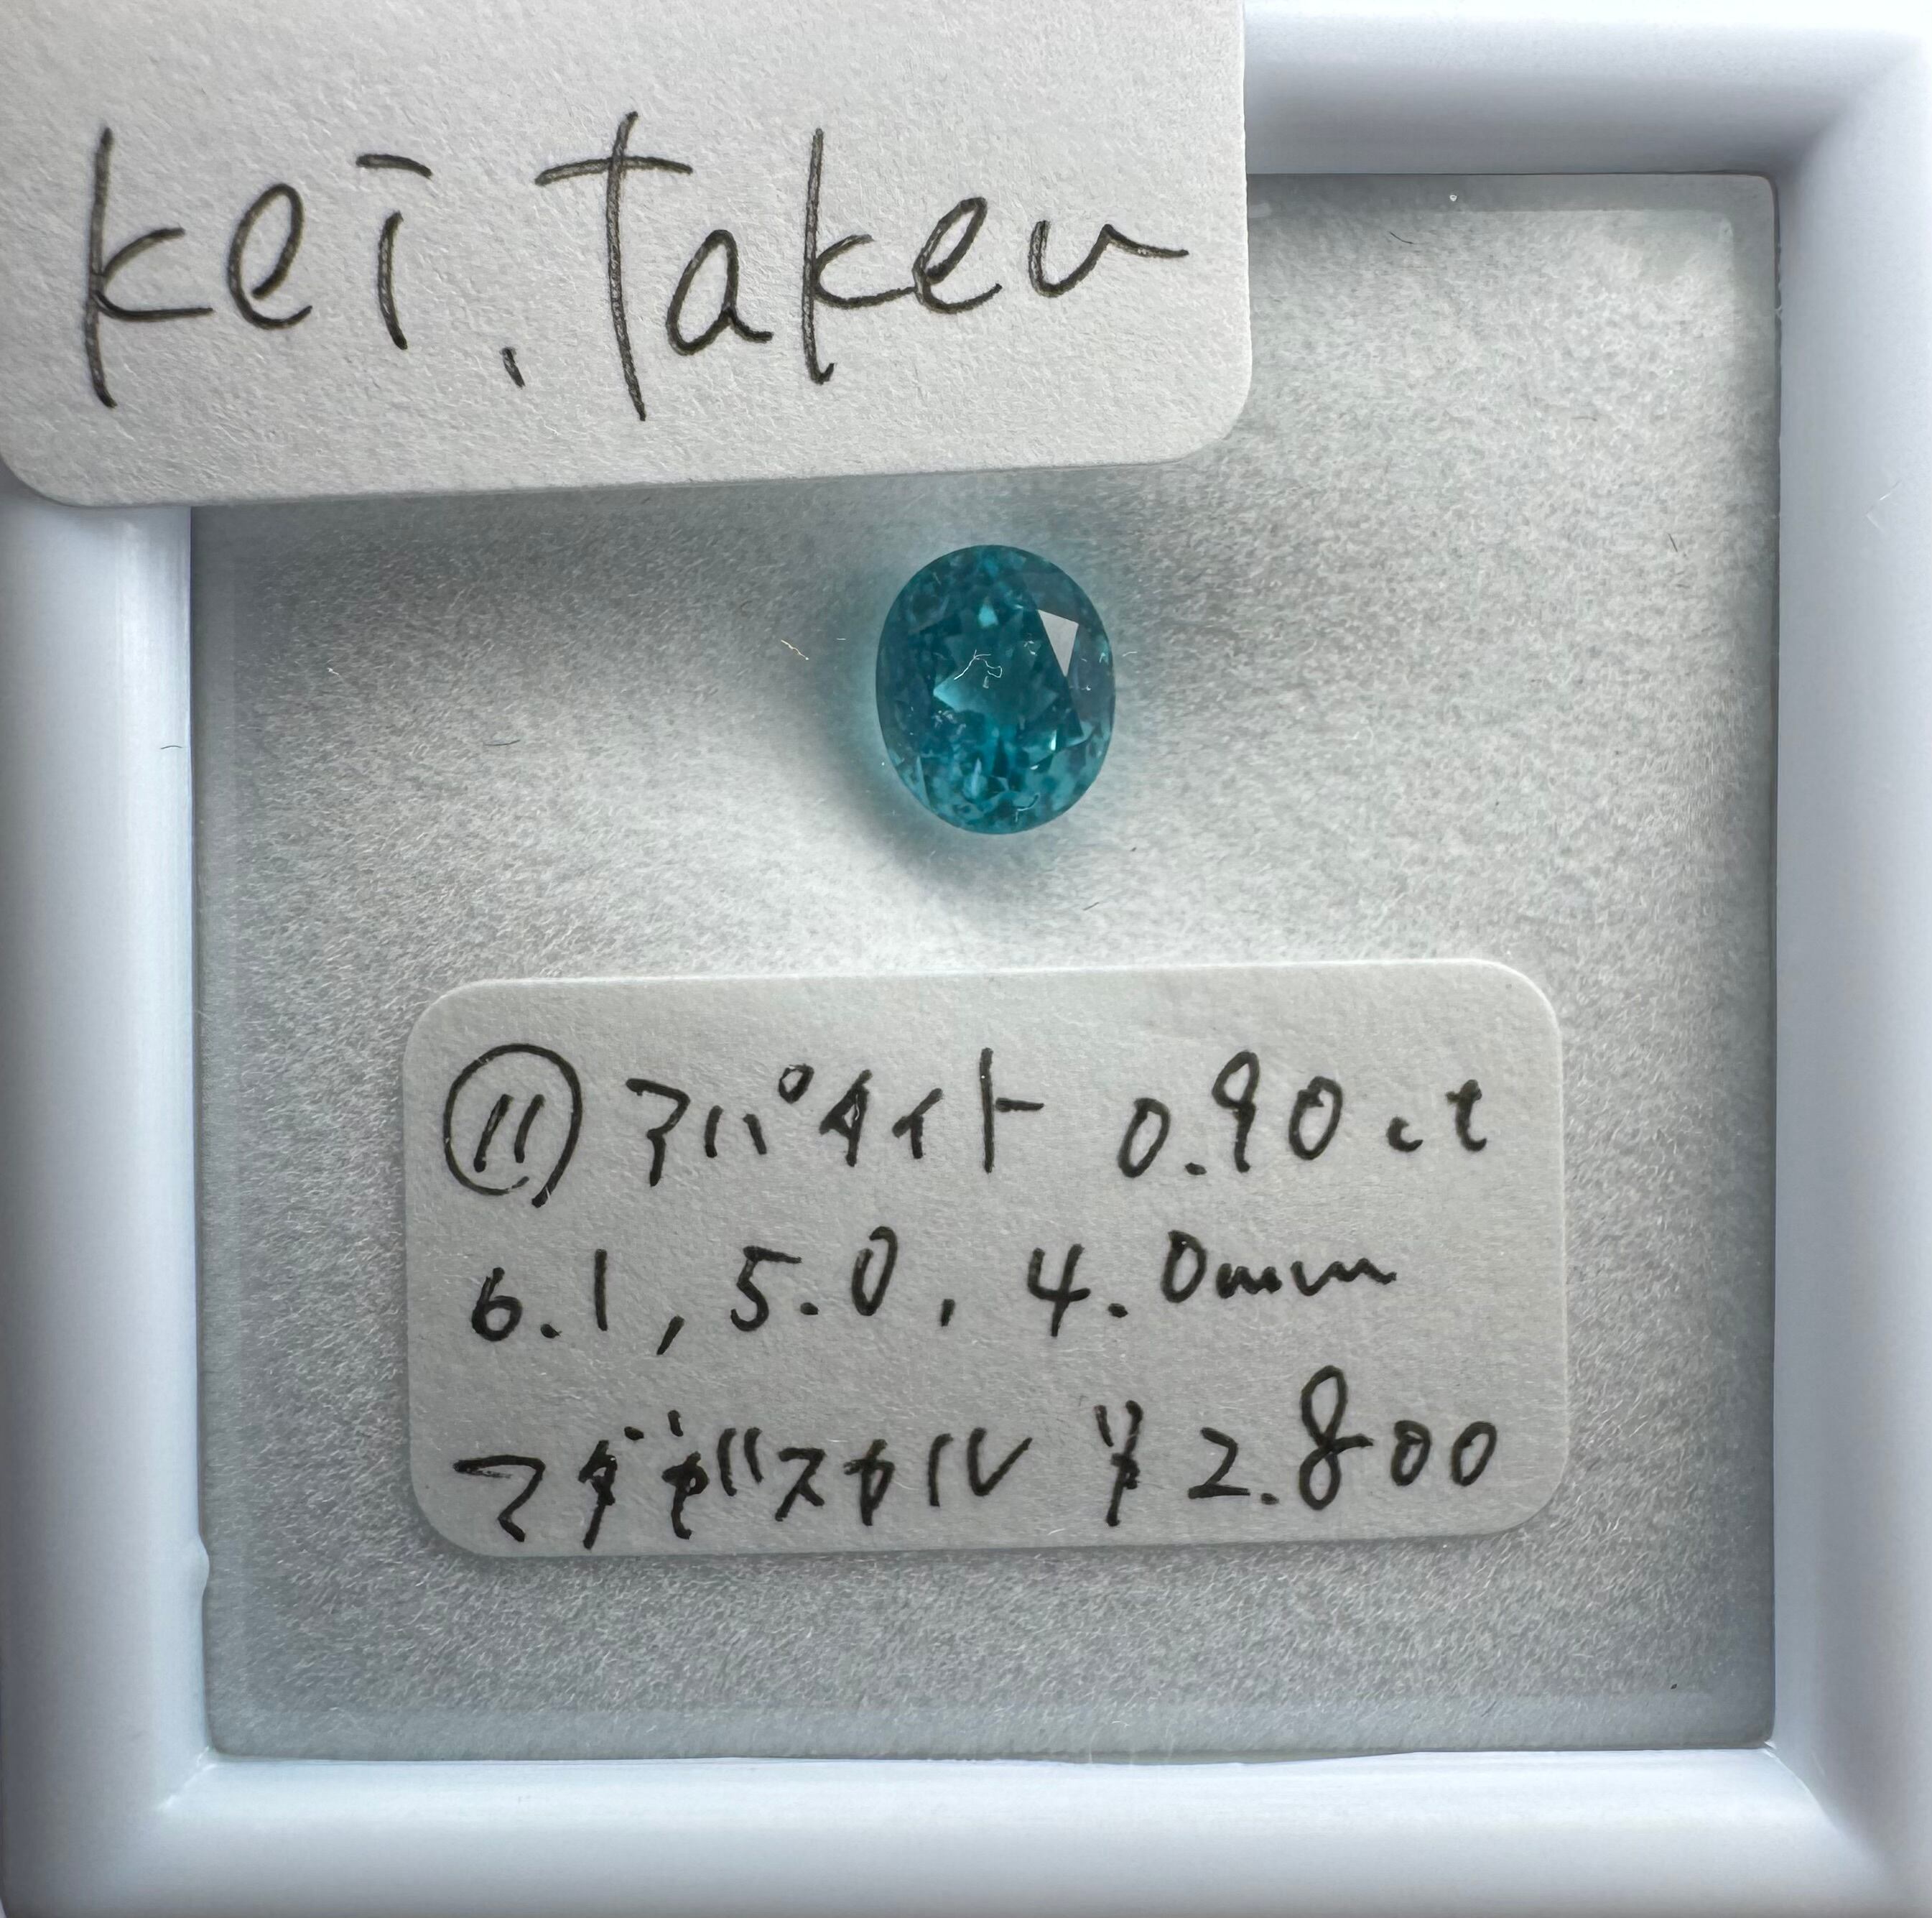 kei.taken
⑪ アパタイト 0.90ct
6.1, 5.0, 4.0mm
マダガスカル ¥2.800